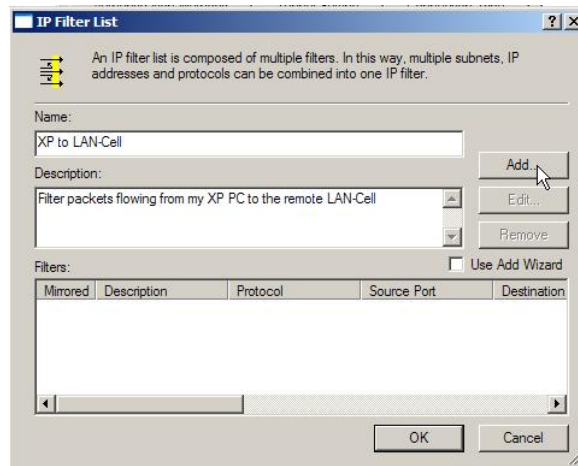 IP Filter List
An IP filter list is composed of multiple filters. In this way, multiple subnets, IP
addresses and protocols can be combined into one IP filter.
Name:
XP to LAN-Cell
Add...
Description:
Filter packets flowing from my XP PC to the remote LAN-Cell
Edit...
Remove
Filters:
Use Add Wizard
Mirrored Description Protocol Source Port Destination
OK Cancel